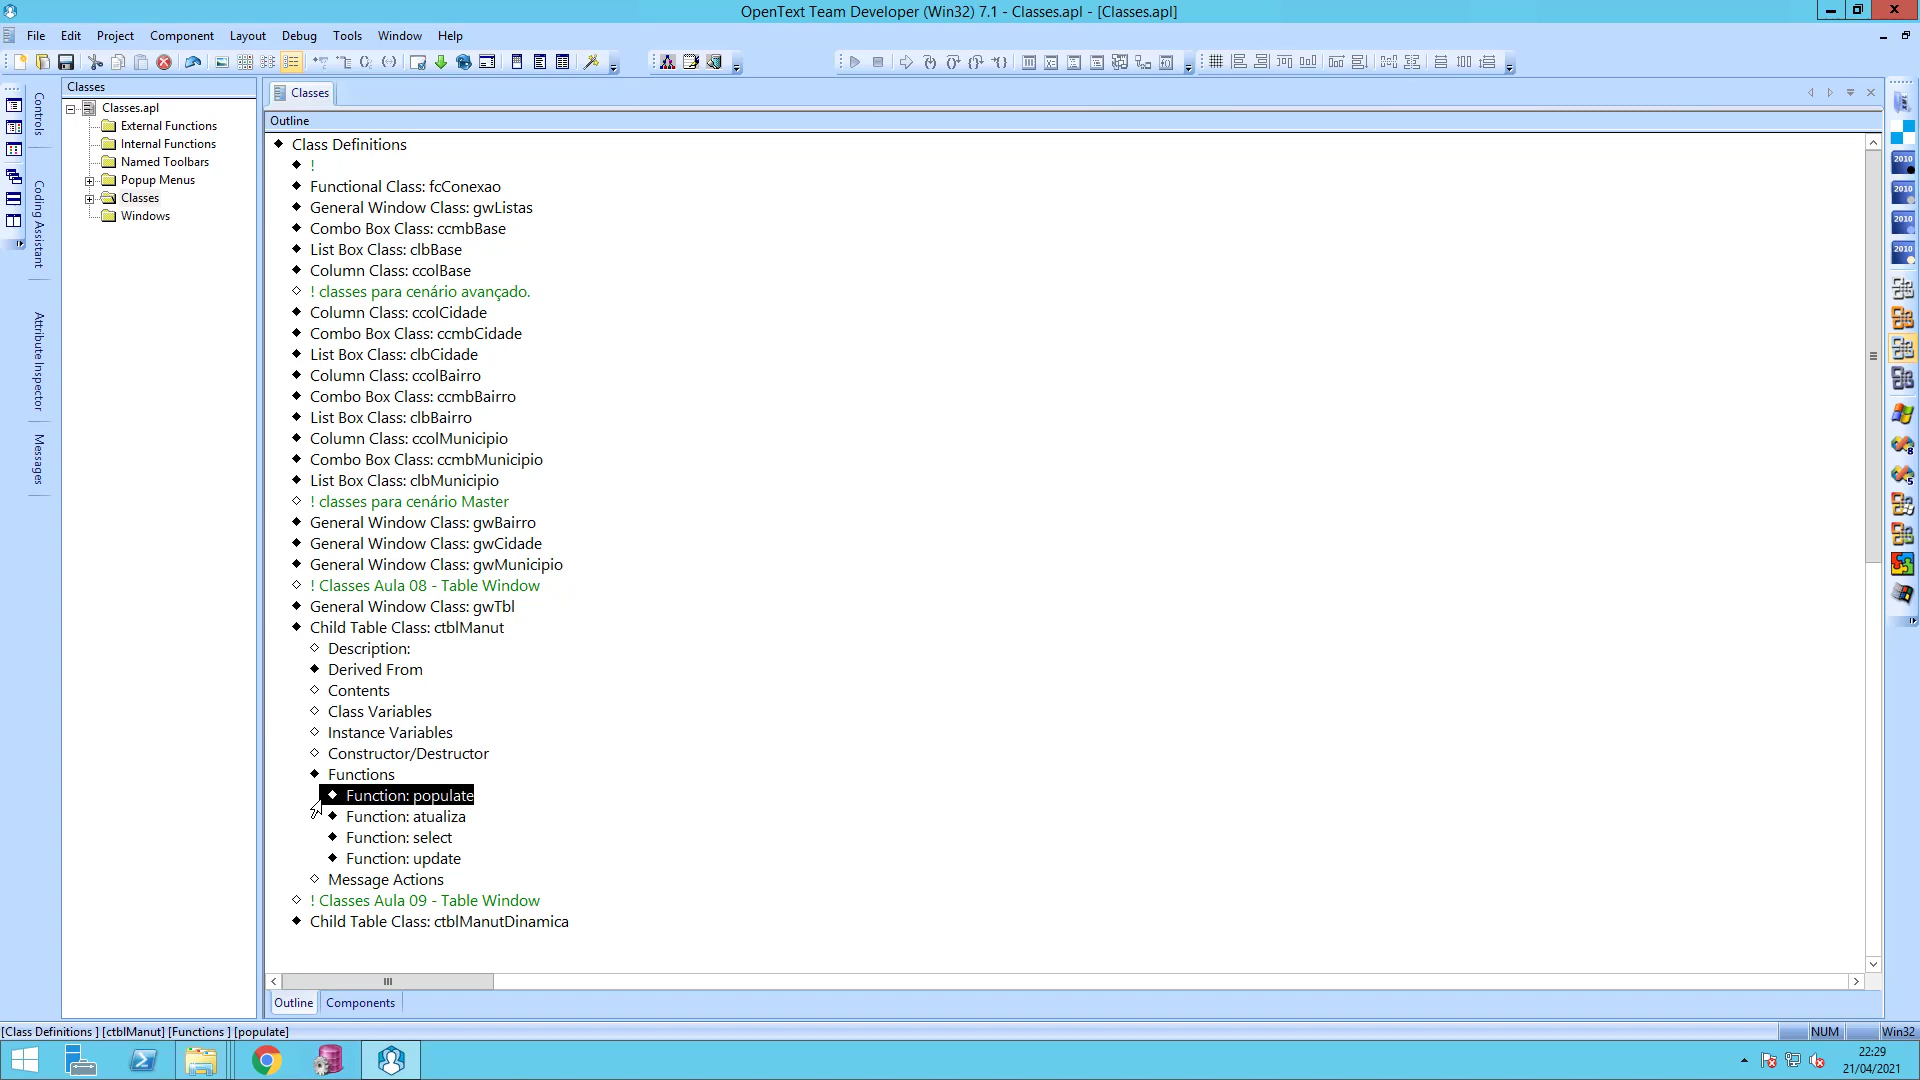 OpenText Team Developer (Win32) 7.1 - Classes.apl - [Classes.apl]
File Edit Project Component Layout Debug Tools Window Help
Classes
Classes.apl
External Functions
Internal Functions
Named Toolbars
Popup Menus
Classes
Windows
Controls
Coding Assistant
Attribute Inspector
Messages
Classes
Outline
Class Definitions
!
Functional Class: fcConexao
General Window Class: gwListas
Combo Box Class: ccmbBase
List Box Class: clbBase
Column Class: ccolBase
! classes para cenário avançado.
Column Class: ccolCidade
Combo Box Class: ccmbCidade
List Box Class: clbCidade
Column Class: ccolBairro
Combo Box Class: ccmbBairro
List Box Class: clbBairro
Column Class: ccolMunicipio
Combo Box Class: ccmbMunicipio
List Box Class: clbMunicipio
! classes para cenário Master
General Window Class: gwBairro
General Window Class: gwCidade
General Window Class: gwMunicipio
! Classes Aula 08 - Table Window
General Window Class: gwTbl
Child Table Class: ctblManut
Description:
Derived From
Contents
Class Variables
Instance Variables
Constructor/Destructor
Functions
Function: populate
Function: atualiza
Function: select
Function: update
Message Actions
! Classes Aula 09 - Table Window
Child Table Class: ctblManutDinamica
Outline Components
2010
2010
2010
2010
[Class Definitions ] [ctblManut] [Functions ] [populate]
NUM Win32
22:29
21/04/2021